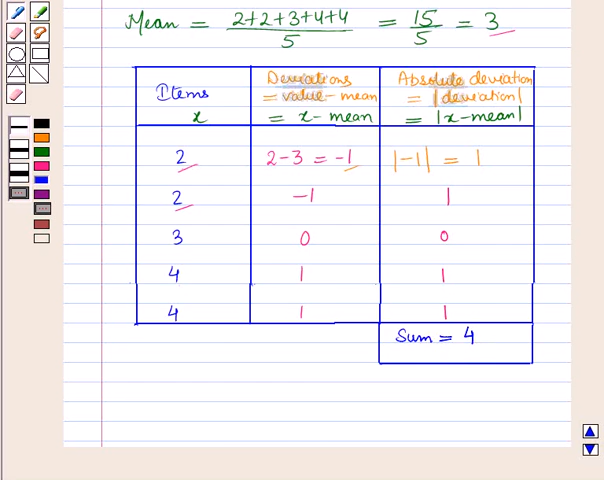 Mean = 2+2+3+4+4 / 5 = 15 / 5 = 3
Items x | Deviations = value - mean = x - mean | Absolute deviation = |deviation| = |x - mean|
2 | 2 - 3 = -1 | |-1| = 1
2 | -1 | 1
3 | 0 | 0
4 | 1 | 1
4 | 1 | 1
Sum = 4